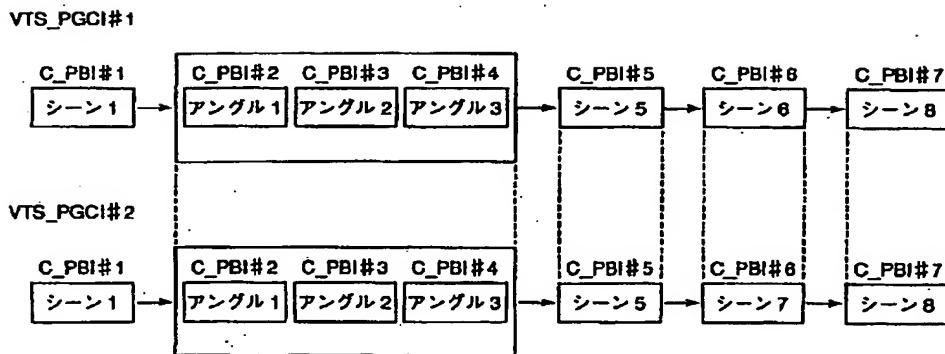 VTS_PGCI#1
C_PBI#1 C_PBI#2 C_PBI#3 C_PBI#4 C_PBI#5 C_PBI#6 C_PBI#7
シーン1 アングル1 アングル2 アングル3 シーン5 シーン6 シーン8
VTS_PGCI#2
C_PBI#1 C_PBI#2 C_PBI#3 C_PBI#4 C_PBI#5 C_PBI#6 C_PBI#7
シーン1 アングル1 アングル2 アングル3 シーン5 シーン7 シーン8